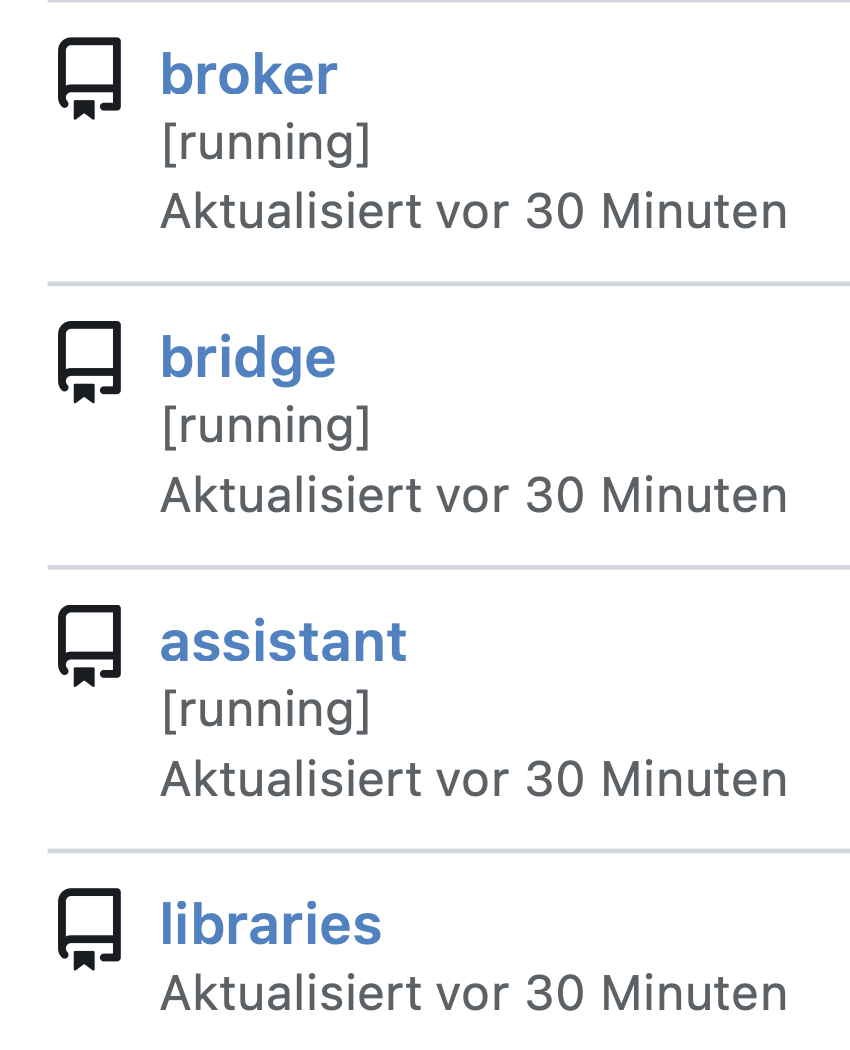 broker
[running]
Aktualisiert vor 30 Minuten
bridge
[running]
Aktualisiert vor 30 Minuten
assistant
[running]
Aktualisiert vor 30 Minuten
libraries
Aktualisiert vor 30 Minuten